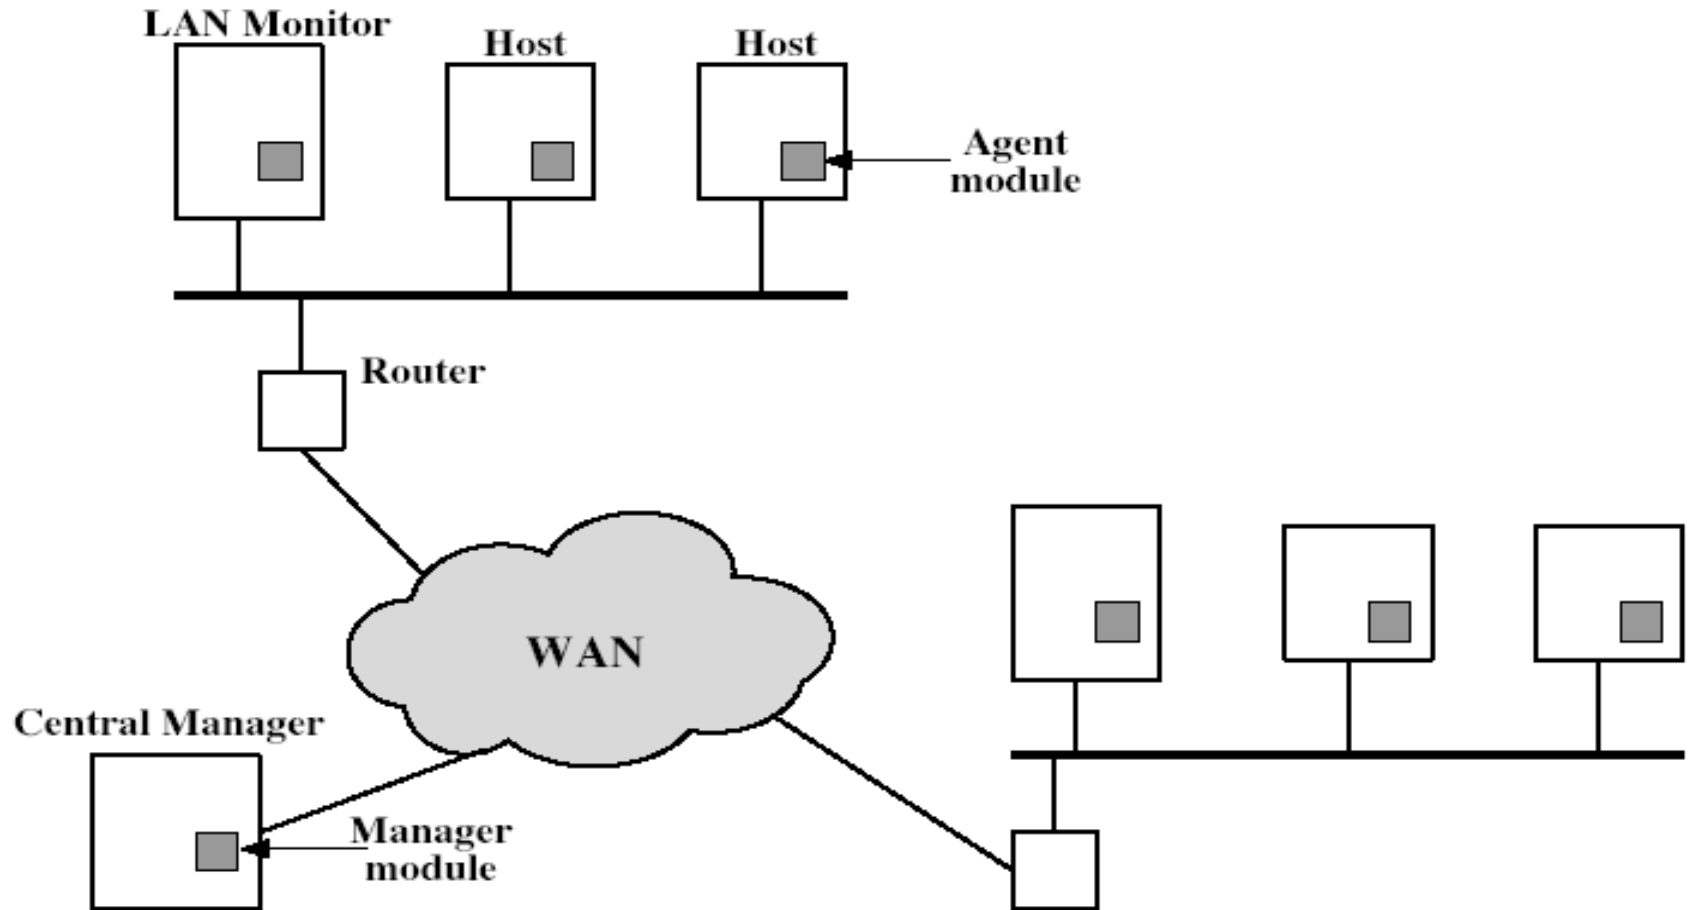 LAN Monitor
Host
Host
Agent
module
Router
WAN
Central Manager
Manager
module